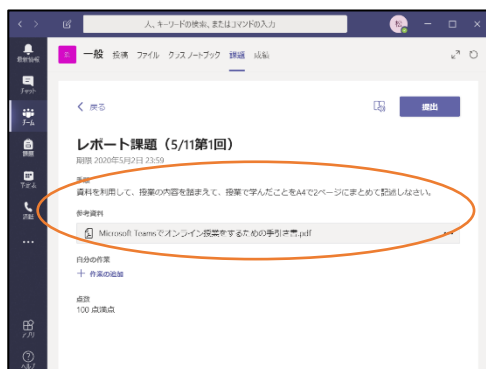 人、キーワードの検索、またはコマンドの入力
一般 投稿 ファイル クラス ノートブック 課題 成績
最新情報
チャット
チーム
課題
予定表
通話
アプリ
ヘルプ
戻る
提出
レポート課題（5/11第1回）
期限 2020年5月2日 23:59
手順
資料を利用して、授業の内容を踏まえて、授業で学んだことをA4で2ページにまとめて記述しなさい。
参考資料
Microsoft Teamsでオンライン授業をするための手引き書.pdf
自分の作業
＋ 作業の追加
点数
100 点満点